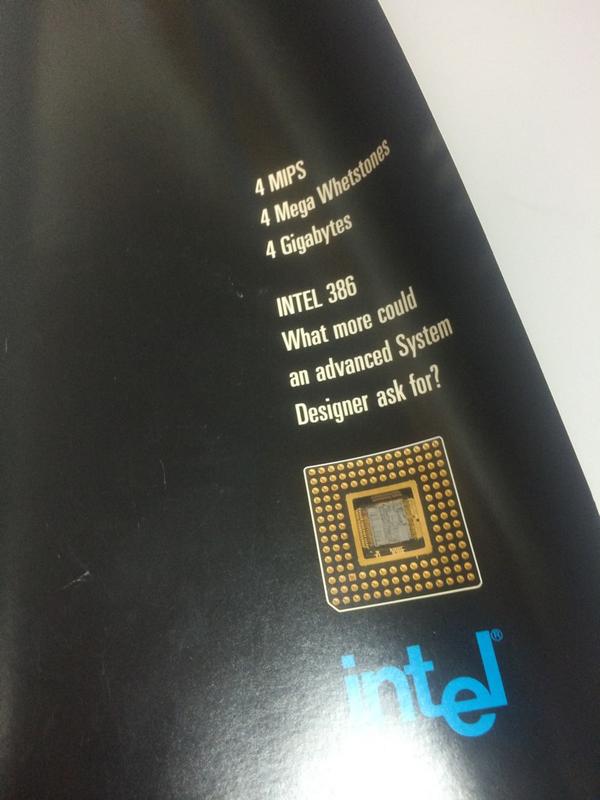 4 MIPS
4 Mega Whetstones
4 Gigabytes
INTEL 386
What more could
an advanced System
Designer ask for?
intel®